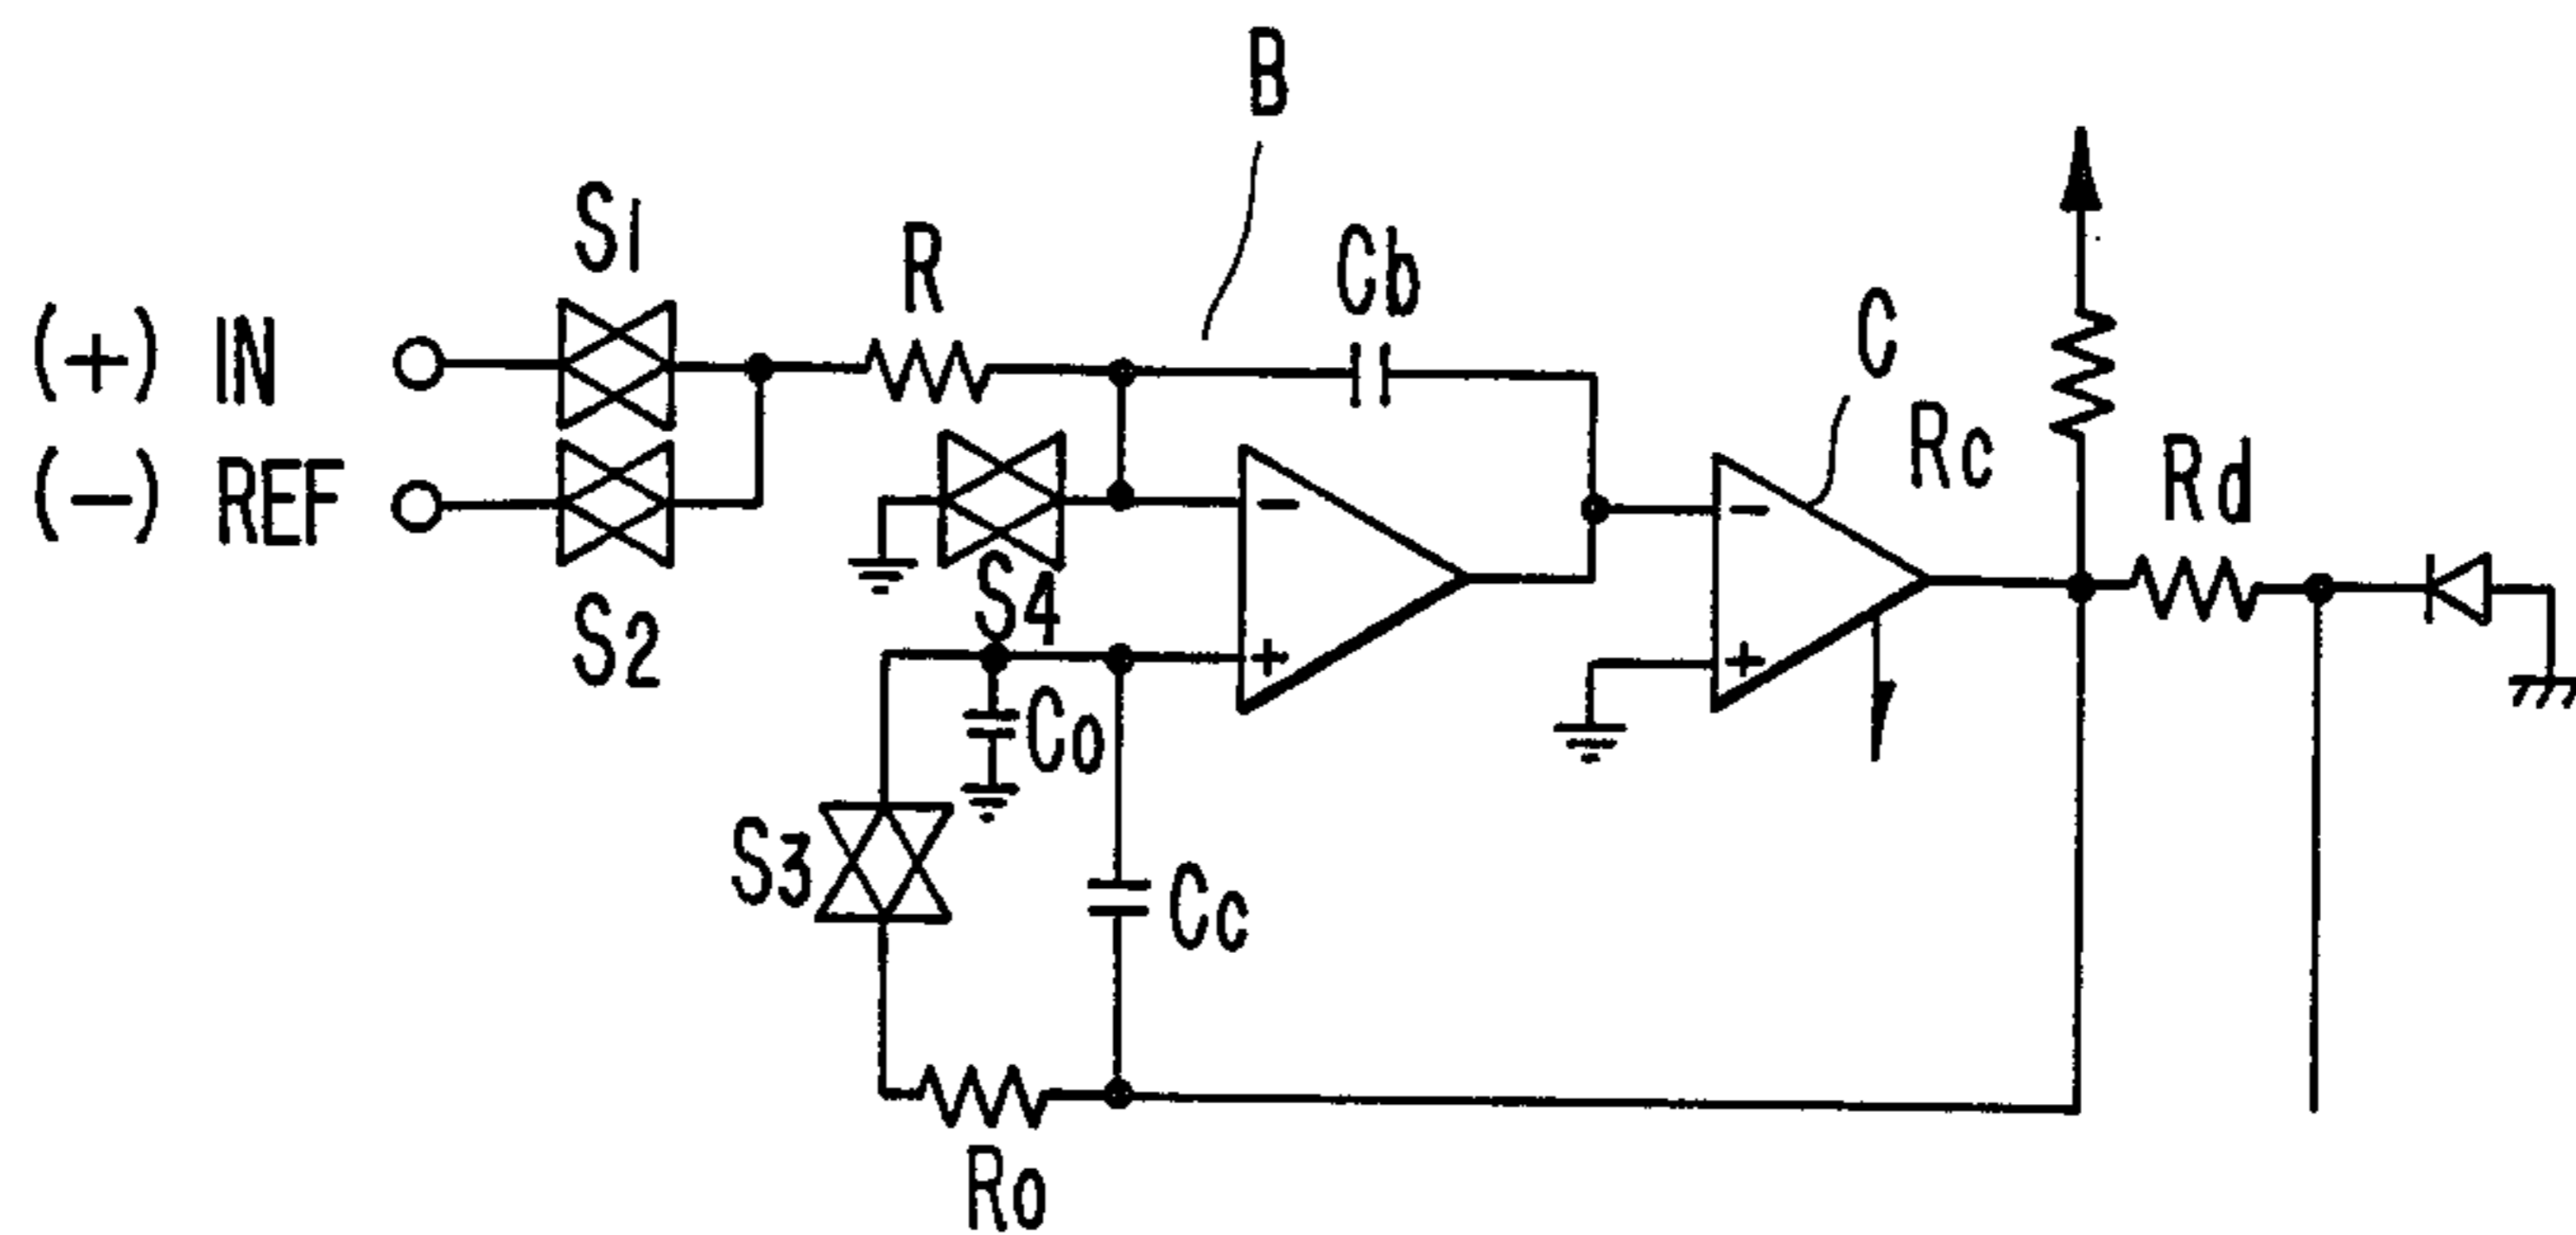 B
S1
R
Cb
C
(+) IN
Rc
Rd
(-) REF
-
-
S4
S2
+
+
Co
S3
Cc
Ro